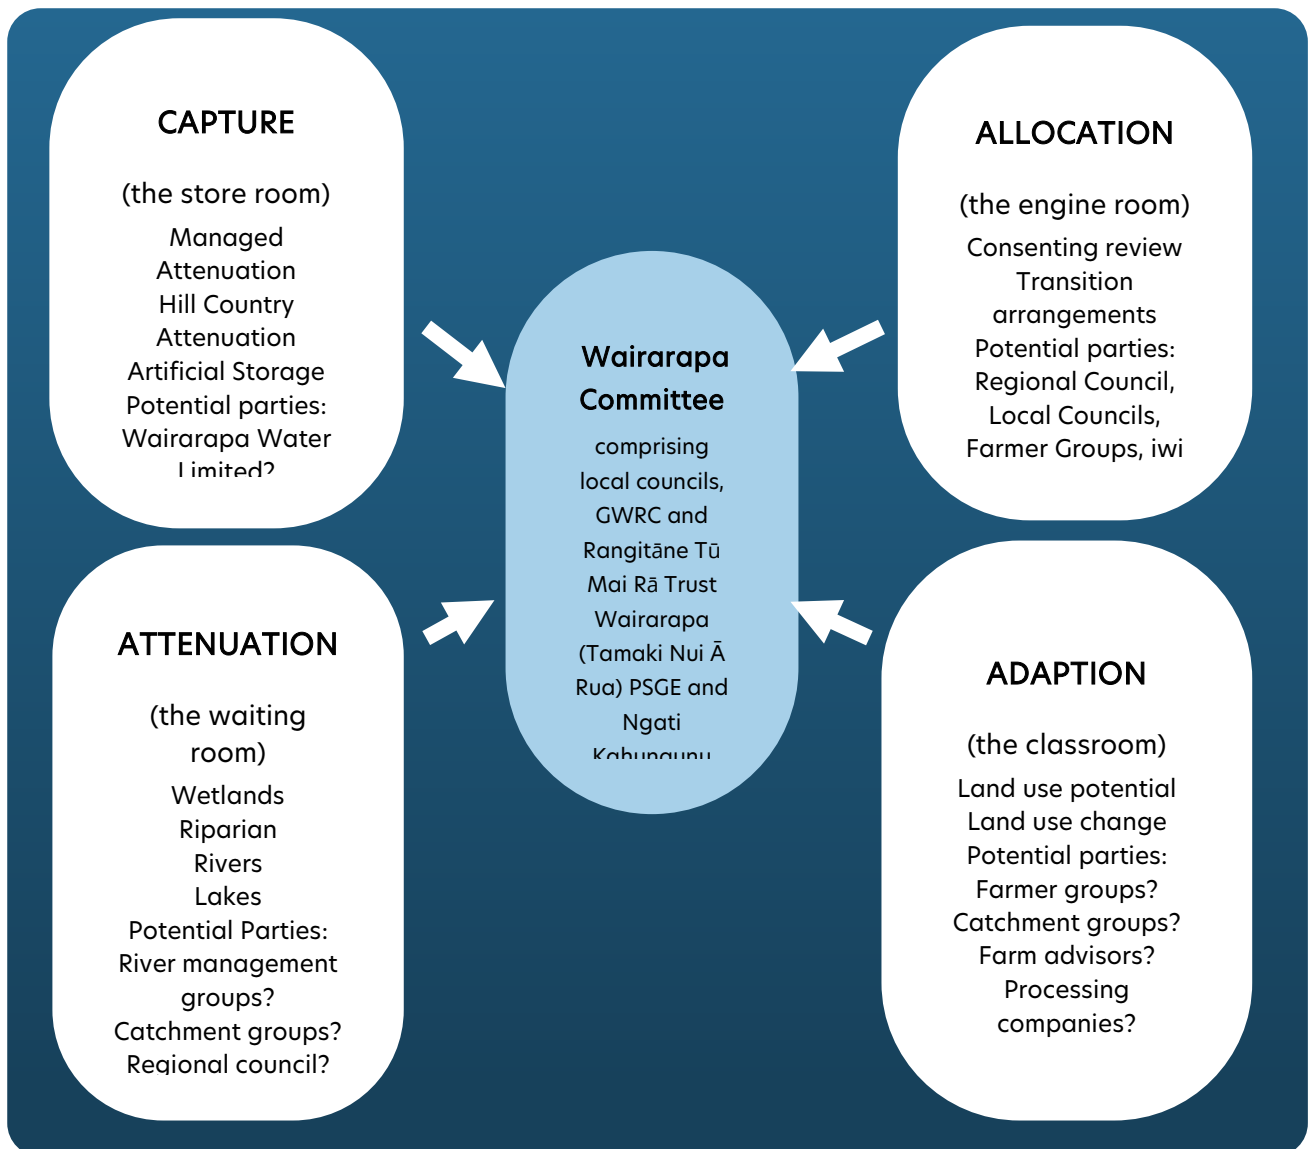 CAPTURE
(the store room)
Managed
Attenuation
Hill Country
Attenuation
Artificial Storage
Potential parties:
Wairarapa Water
Limited?
ATTENUATION
(the waiting
room)
Wetlands
Riparian
Rivers
Lakes
Potential Parties:
River management
groups?
Catchment groups?
Regional council?
Wairarapa
Committee
comprising
local councils,
GWRC and
Rangitāne Tū
Mai Rā Trust
Wairarapa
(Tamaki Nui Ā
Rua) PSGE and
Ngati
Kahungunu
ALLOCATION
(the engine room)
Consenting review
Transition
arrangements
Potential parties:
Regional Council,
Local Councils,
Farmer Groups, iwi
ADAPTION
(the classroom)
Land use potential
Land use change
Potential parties:
Farmer groups?
Catchment groups?
Farm advisors?
Processing
companies?